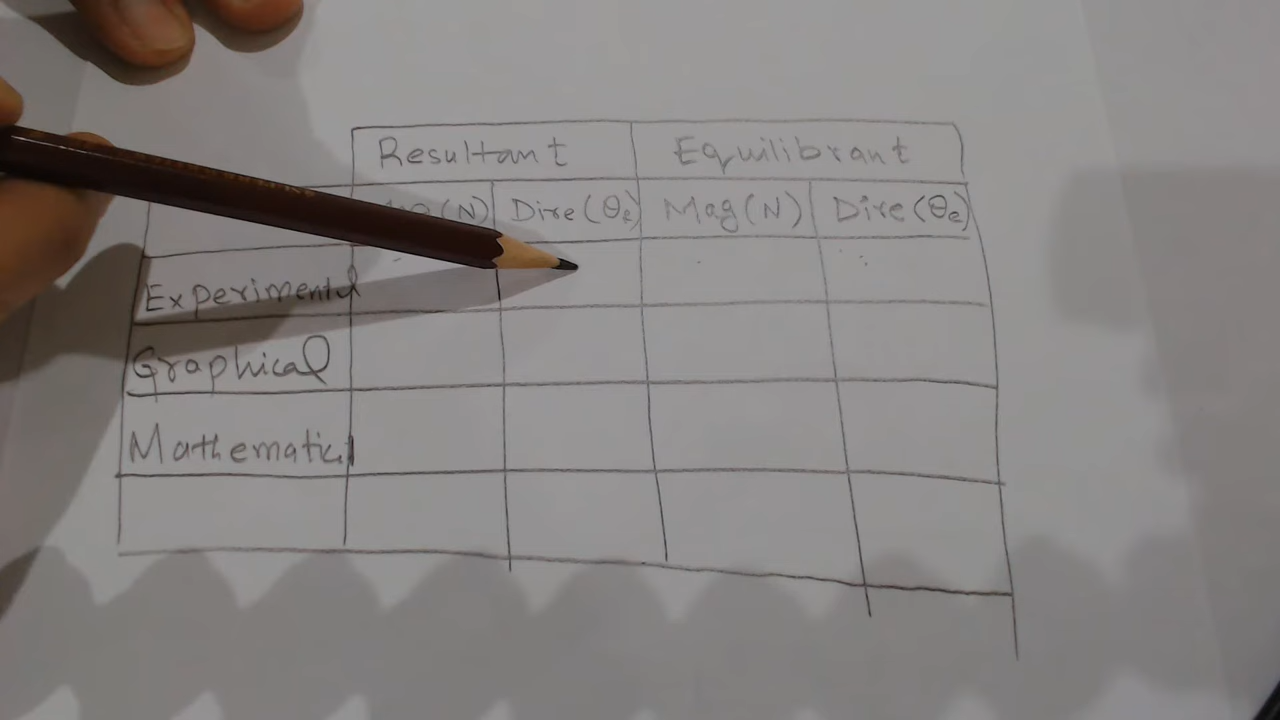 Resultant Equilibrant
(N) Dire(θe) Mag(N) Dire(θe)
Experimental
Graphical
Mathematical